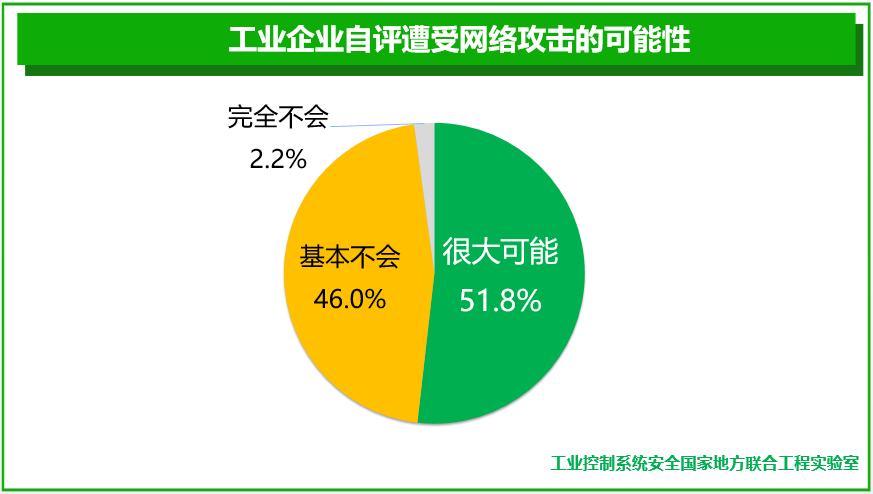 工业企业自评遭受网络攻击的可能性
完全不会
2.2%
基本不会
46.0%
很大可能
51.8%
工业控制系统安全国家地方联合工程实验室